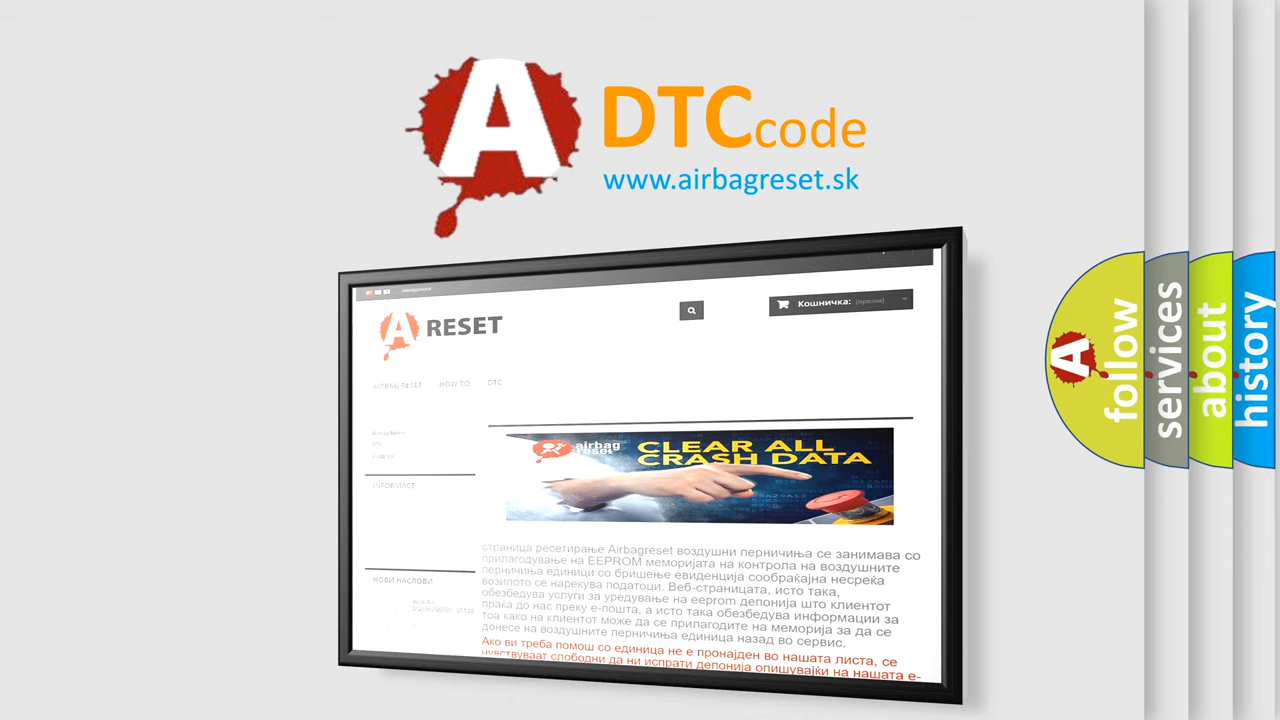 A
DTC code
www.airbagreset.sk
A RESET
Кошничка: (празни)
AIRBAG RESET HOW TO DTC
airbag
reset
CLEAR ALL
CRASH DATA
INFORMACE
НОВИ НАСЛОВИ
страница ресетирање Airbagreset воздушни перничиња се занимава со
прилагодување на EEPROM меморијата на контрола на воздушните
перничиња единици со бришење евиденција сообраќајна несреќа
возилото се нарекува податоци. Веб-страницата, исто така,
обезбедува услуги за уредување на eeprom депонија што клиентот
праќа до нас преку е-пошта, а исто така обезбедува информации за
тоа како на клиентот може да се прилагодите на меморија за да се
донесе на воздушните перничиња единица назад во сервис.
Ако ви треба помош со единица не е пронајден во нашата листа, се
чувствуваат слободни да ни испрати депонија опишувајќи на нашата е-
A
follow
services
about
history